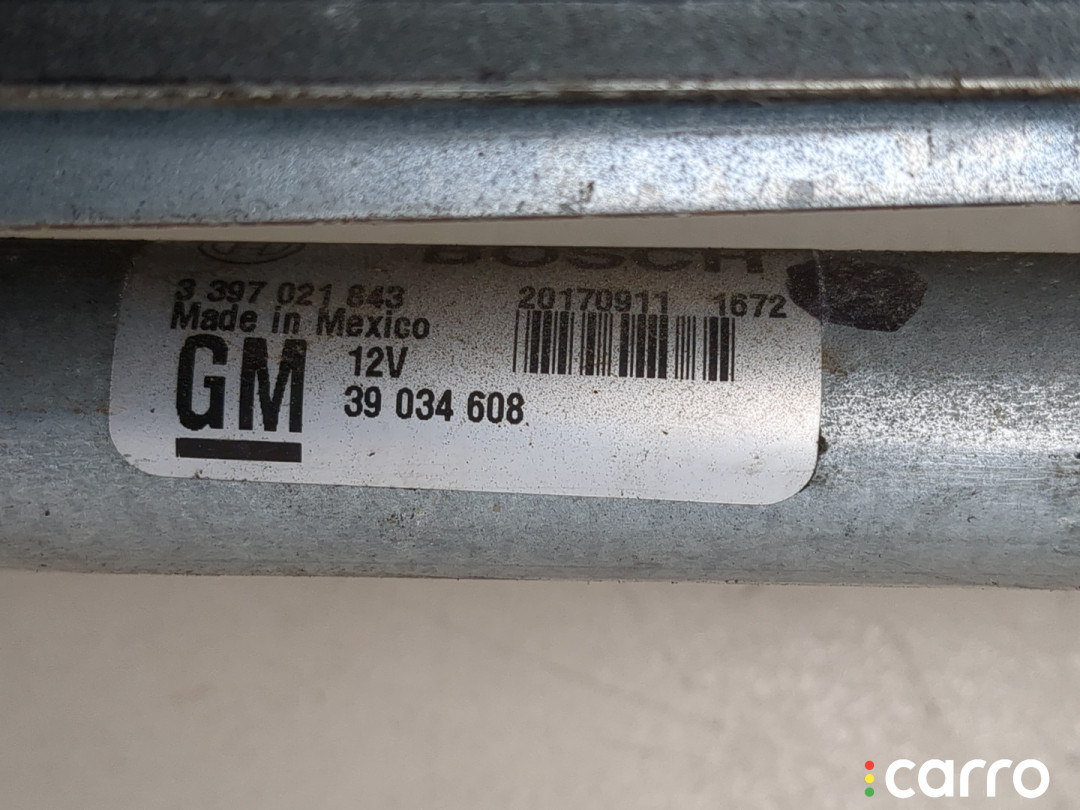 BOSCH
3 397 021 843
20170911 1672
Made in Mexico
GM 12V
39 034 608
carro